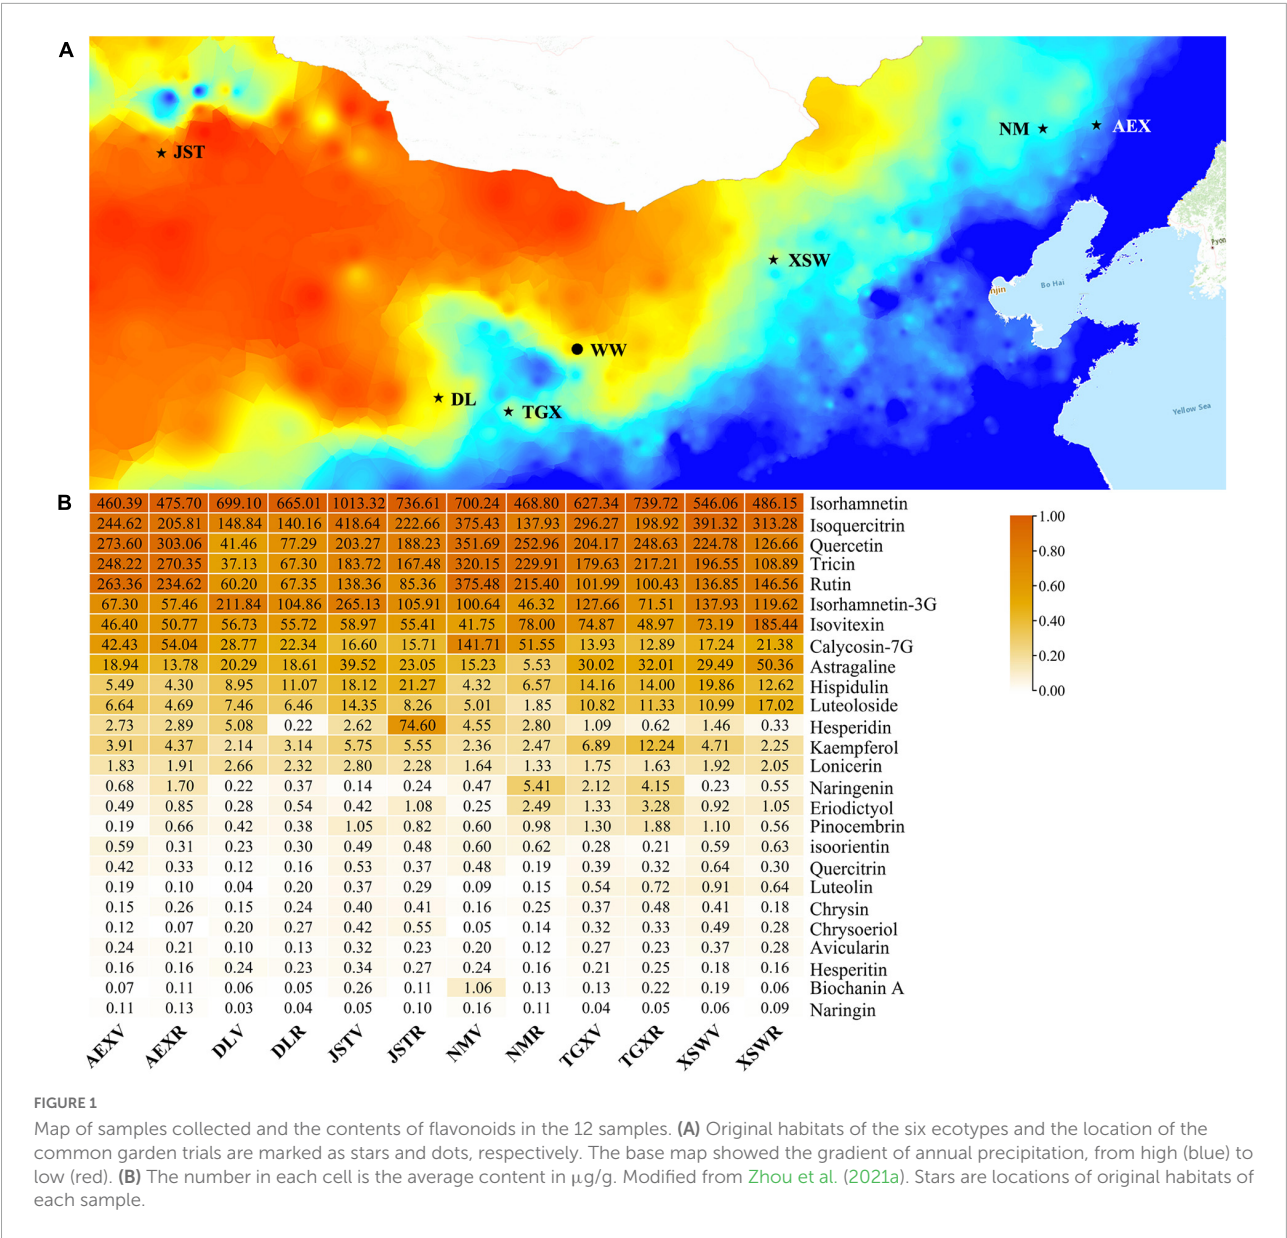 A
JST
NM
AEX
XSW
WW
DL
TGX
njin
Bo Hai
Pyon
Yellow Sea
B
460.39 475.70 699.10 665.01 1013.32 736.61 700.24 468.80 627.34 739.72 546.06 486.15 Isorhamnetin
244.62 205.81 148.84 140.16 418.64 222.66 375.43 137.93 296.27 198.92 391.32 313.28 Isoquercitrin
273.60 303.06 41.46 77.29 203.27 188.23 351.69 252.96 204.17 248.63 224.78 126.66 Quercetin
248.22 270.35 37.13 67.30 183.72 167.48 320.15 229.91 179.63 217.21 196.55 108.89 Tricin
263.36 234.62 60.20 67.35 138.36 85.36 375.48 215.40 101.99 100.43 136.85 146.56 Rutin
67.30 57.46 211.84 104.86 265.13 105.91 100.64 46.32 127.66 71.51 137.93 119.62 Isorhamnetin-3G
46.40 50.77 56.73 55.72 58.97 55.41 41.75 78.00 74.87 48.97 73.19 185.44 Isovitexin
42.43 54.04 28.77 22.34 16.60 15.71 141.71 51.55 13.93 12.89 17.24 21.38 Calycosin-7G
18.94 13.78 20.29 18.61 39.52 23.05 15.23 5.53 30.02 32.01 29.49 50.36 Astragaline
5.49 4.30 8.95 11.07 18.12 21.27 4.32 6.57 14.16 14.00 19.86 12.62 Hispidulin
6.64 4.69 7.46 6.46 14.35 8.26 5.01 1.85 10.82 11.33 10.99 17.02 Luteoloside
2.73 2.89 5.08 0.22 2.62 74.60 4.55 2.80 1.09 0.62 1.46 0.33 Hesperidin
3.91 4.37 2.14 3.14 5.75 5.55 2.36 2.47 6.89 12.24 4.71 2.25 Kaempferol
1.83 1.91 2.66 2.32 2.80 2.28 1.64 1.33 1.75 1.63 1.92 2.05 Lonicerin
0.68 1.70 0.22 0.37 0.14 0.24 0.47 5.41 2.12 4.15 0.23 0.55 Naringenin
0.49 0.85 0.28 0.54 0.42 1.08 0.25 2.49 1.33 3.28 0.92 1.05 Eriodictyol
0.19 0.66 0.42 0.38 1.05 0.82 0.60 0.98 1.30 1.88 1.10 0.56 Pinocembrin
0.59 0.31 0.23 0.30 0.49 0.48 0.60 0.62 0.28 0.21 0.59 0.63 isoorientin
0.42 0.33 0.12 0.16 0.53 0.37 0.48 0.19 0.39 0.32 0.64 0.30 Quercitrin
0.19 0.10 0.04 0.20 0.37 0.29 0.09 0.15 0.54 0.72 0.91 0.64 Luteolin
0.15 0.26 0.15 0.24 0.40 0.41 0.16 0.25 0.37 0.48 0.41 0.18 Chrysin
0.12 0.07 0.20 0.27 0.42 0.55 0.05 0.14 0.32 0.33 0.49 0.28 Chrysoeriol
0.24 0.21 0.10 0.13 0.32 0.23 0.20 0.12 0.27 0.23 0.37 0.28 Avicularin
0.16 0.16 0.24 0.23 0.34 0.27 0.24 0.16 0.21 0.25 0.18 0.16 Hesperitin
0.07 0.11 0.06 0.05 0.26 0.11 1.06 0.13 0.13 0.22 0.19 0.06 Biochanin A
0.11 0.13 0.03 0.04 0.05 0.10 0.16 0.11 0.04 0.05 0.06 0.09 Naringin
AEXV AEXR DLV DLR JSTV JSTR NMV NMR TGXV TGXR XSWV XSWR
1.00
0.80
0.60
0.40
0.20
0.00
FIGURE 1
Map of samples collected and the contents of flavonoids in the 12 samples. (A) Original habitats of the six ecotypes and the location of the
common garden trials are marked as stars and dots, respectively. The base map showed the gradient of annual precipitation, from high (blue) to
low (red). (B) The number in each cell is the average content in μg/g. Modified from Zhou et al. (2021a). Stars are locations of original habitats of
each sample.